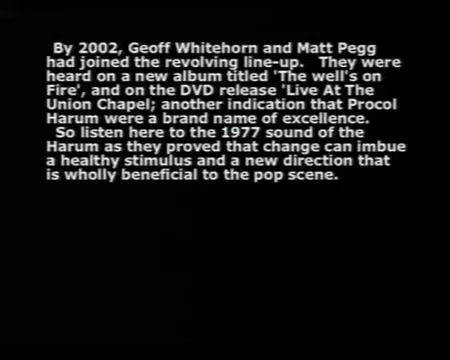 By 2002, Geoff Whitehorn and Matt Pegg
had joined the revolving line-up. They were
heard on a new album titled 'The well's on
Fire', and on the DVD release 'Live At The
Union Chapel; another indication that Procol
Harum were a brand name of excellence.
So listen here to the 1977 sound of the
Harum as they proved that change can imbue
a healthy stimulus and a new direction that
is wholly beneficial to the pop scene.